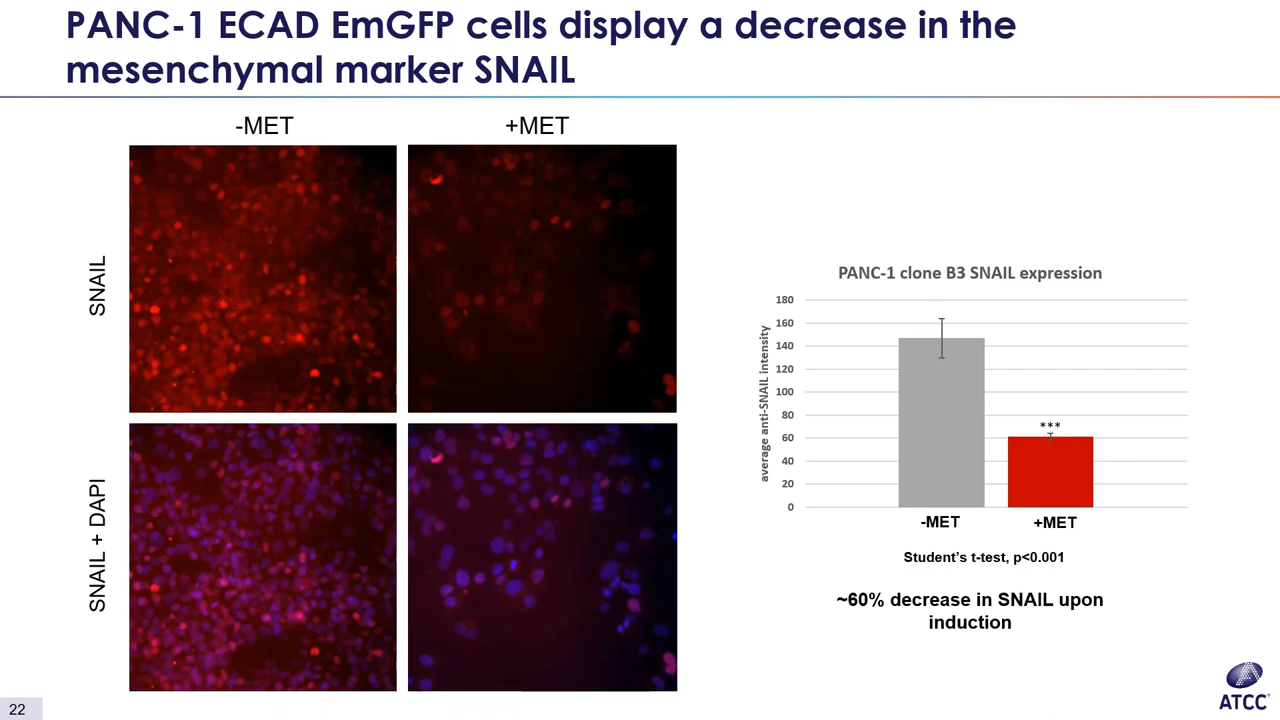 PANC-1 ECAD EmGFP cells display a decrease in the
mesenchymal marker SNAIL
-MET
+MET
SNAIL
SNAIL + DAPI
PANC-1 clone B3 SNAIL expression
average anti-SNAIL intensity
180
160
140
120
100
80
60
40
20
0
***
-MET
+MET
Student’s t-test, p<0.001
~60% decrease in SNAIL upon
induction
22
ATCC®